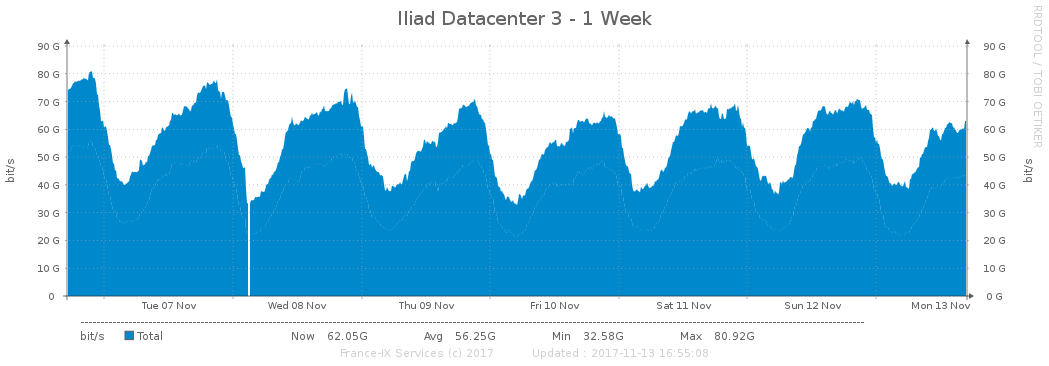 Iliad Datacenter 3 - 1 Week
RRDTOOL / TOBI OETIKER
90 G 90 G
80 G 80 G
70 G 70 G
60 G 60 G
50 G 50 G
40 G 40 G
30 G 30 G
20 G 20 G
10 G 10 G
0 0 G
bit/s bit/s
Tue 07 Nov Wed 08 Nov Thu 09 Nov Fri 10 Nov Sat 11 Nov Sun 12 Nov Mon 13 Nov
bit/s Total Now 62.05G Avg 56.25G Min 32.58G Max 80.92G
France-IX Services (c) 2017 Updated : 2017-11-13 16:55:08